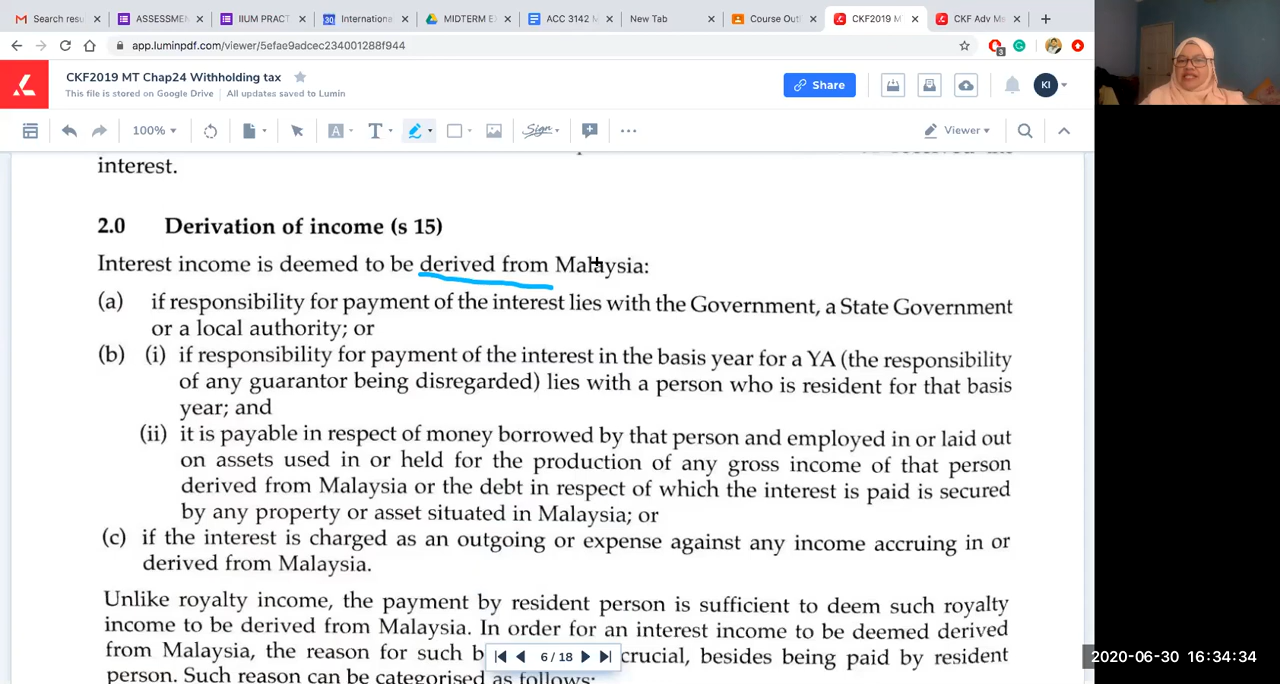 Search resu
ASSESSMEN
IIUM PRACT
30 Internationa
MIDTERM E
ACC 3142 M
New Tab
Course Outl
CKF2019 M
CKF Adv Ma
app.luminpdf.com/viewer/5efae9adcec234001288f944
3
CKF2019 MT Chap24 Withholding tax
This file is stored on Google Drive | All updates saved to Lumin
Share
KI
100%
A
T
Sign
Viewer
interest.
2.0 Derivation of income (s 15)
Interest income is deemed to be derived from Malaysia:
(a) if responsibility for payment of the interest lies with the Government, a State Government
or a local authority; or
(b) (i) if responsibility for payment of the interest in the basis year for a YA (the responsibility
of any guarantor being disregarded) lies with a person who is resident for that basis
year; and
(ii) it is payable in respect of money borrowed by that person and employed in or laid out
on assets used in or held for the production of any gross income of that person
derived from Malaysia or the debt in respect of which the interest is paid is secured
by any property or asset situated in Malaysia; or
(c) if the interest is charged as an outgoing or expense against any income accruing in or
derived from Malaysia.
Unlike royalty income, the payment by resident person is sufficient to deem such royalty
income to be derived from Malaysia. In order for an interest income to be deemed derived
from Malaysia, the reason for such b crucial, besides being paid by resident
person. Such reason can be categorised as follows:
6 / 18
2020-06-30 16:34:34